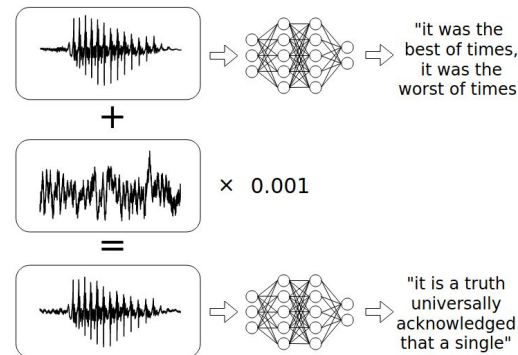 "it was the
best of times,
it was the
worst of times
+
× 0.001
=
"it is a truth
universally
acknowledged
that a single"